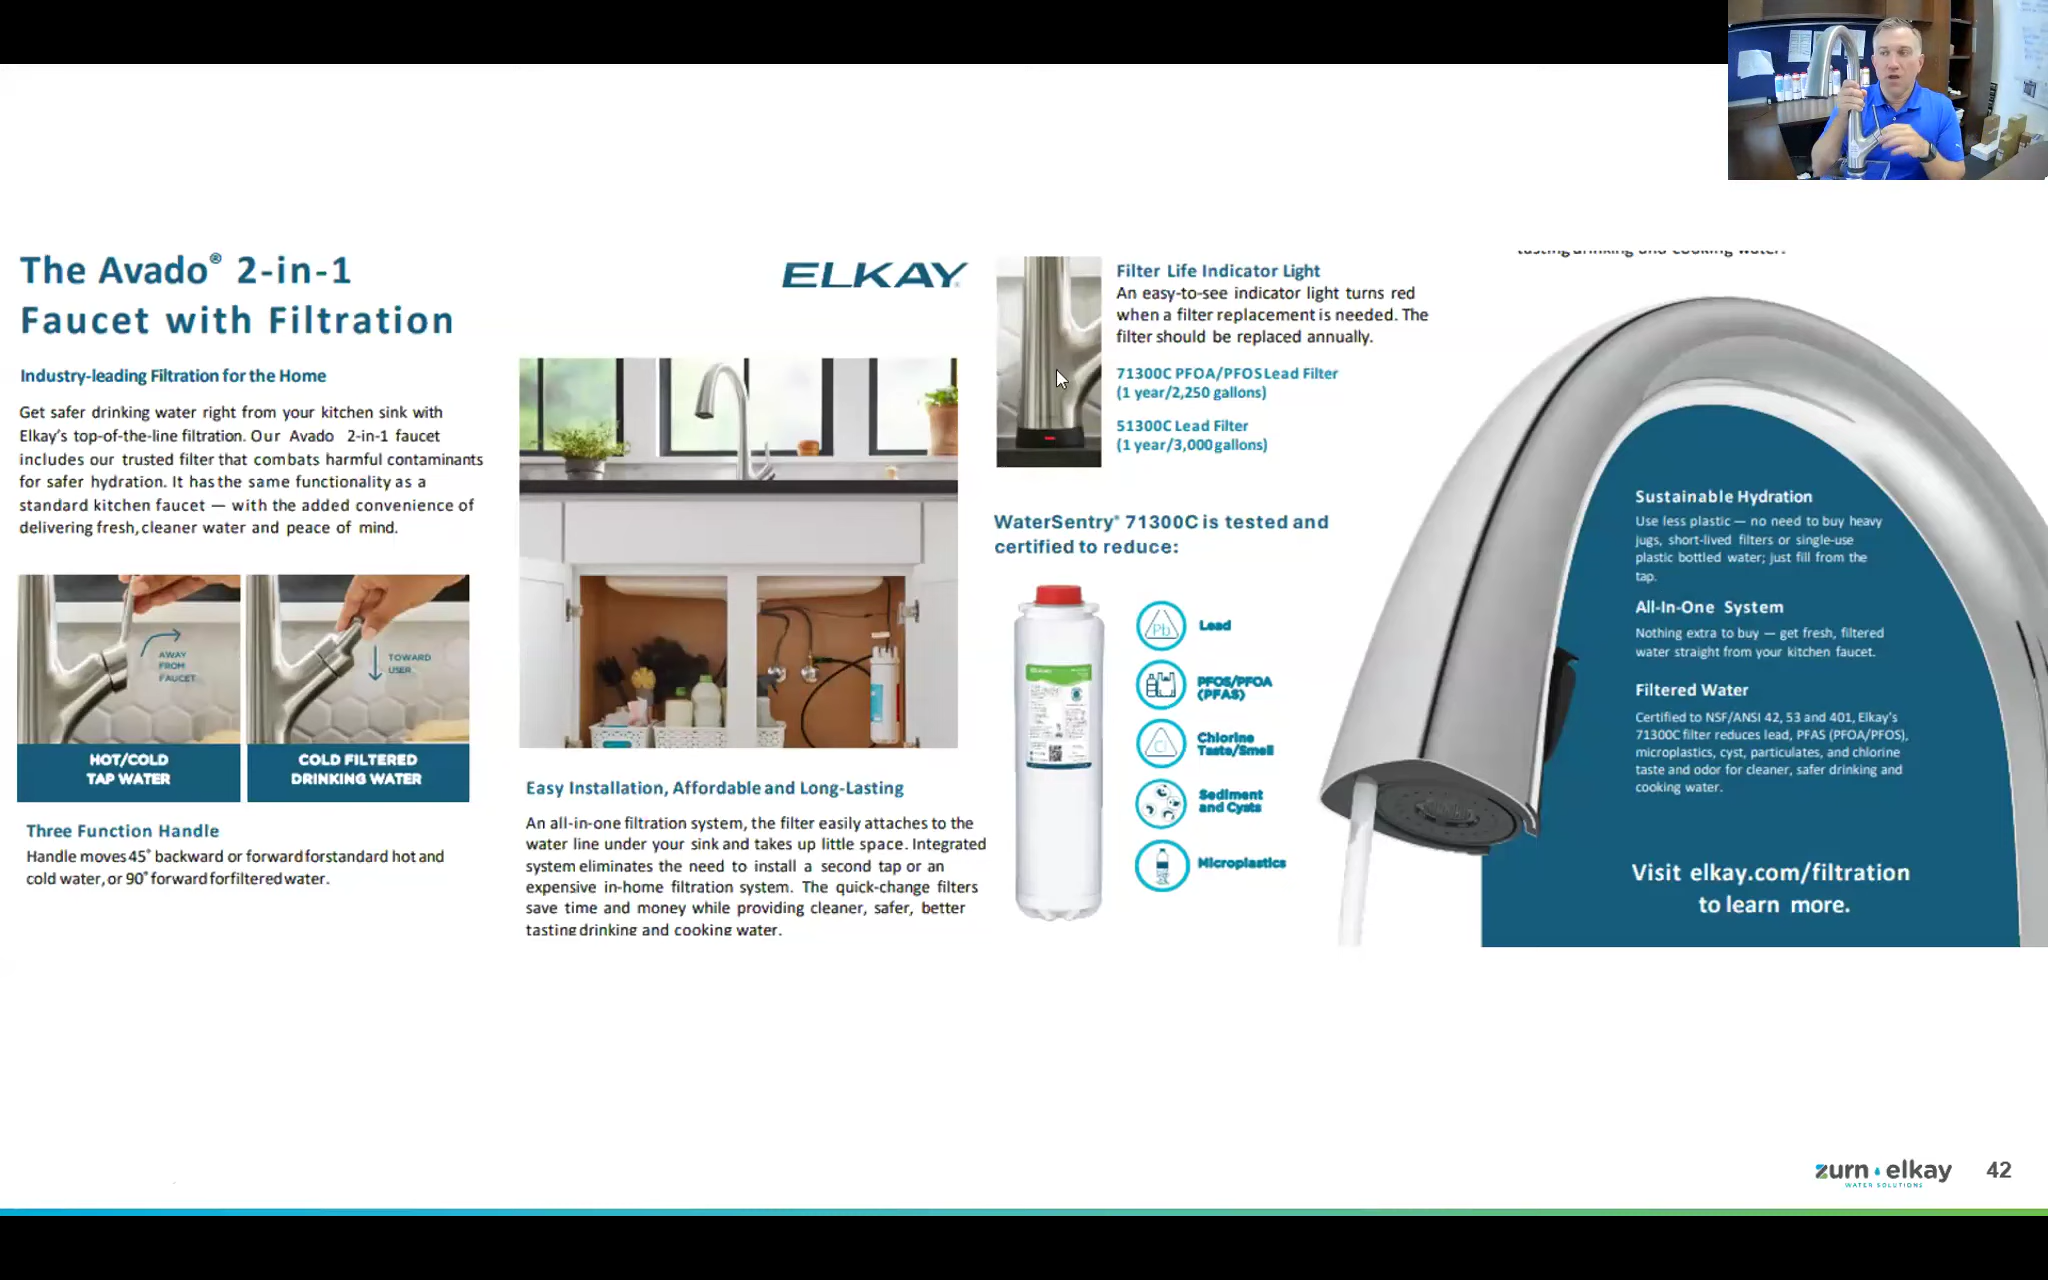 The Avado® 2-in-1
Faucet with Filtration
Industry-leading Filtration for the Home
Get safer drinking water right from your kitchen sink with
Elkay's top-of-the-line filtration. Our Avado 2-in-1 faucet
includes our trusted filter that combats harmful contaminants
for safer hydration. It has the same functionality as a
standard kitchen faucet — with the added convenience of
delivering fresh, cleaner water and peace of mind.
AWAY
FROM
FAUCET
HOT/COLD
TAP WATER
TOWARD
USER
COLD FILTERED
DRINKING WATER
Three Function Handle
Handle moves 45° backward or forward for standard hot and
cold water, or 90° forward for filtered water.
ELKAY
Easy Installation, Affordable and Long-Lasting
An all-in-one filtration system, the filter easily attaches to the
water line under your sink and takes up little space. Integrated
system eliminates the need to install a second tap or an
expensive in-home filtration system. The quick-change filters
save time and money while providing cleaner, safer, better
tasting drinking and cooking water.
Filter Life Indicator Light
An easy-to-see indicator light turns red
when a filter replacement is needed. The
filter should be replaced annually.
71300C PFOA/PFOS Lead Filter
(1 year/2,250 gallons)
51300C Lead Filter
(1 year/3,000 gallons)
WaterSentry® 71300C is tested and
certified to reduce:
Pb
Lead
PFOS/PFOA
(PFAS)
Cl
Chlorine
Taste/Smell
Sediment
and Cysts
Microplastics
tasting drinking and cooking water.
Sustainable Hydration
Use less plastic — no need to buy heavy
jugs, short-lived filters or single-use
plastic bottled water; just fill from the
tap.
All-In-One System
Nothing extra to buy — get fresh, filtered
water straight from your kitchen faucet.
Filtered Water
Certified to NSF/ANSI 42, 53 and 401, Elkay's
71300C filter reduces lead, PFAS (PFOA/PFOS),
microplastics, cyst, particulates, and chlorine
taste and odor for cleaner, safer drinking and
cooking water.
Visit elkay.com/filtration
to learn more.
zurn elkay
WATER SOLUTIONS
42